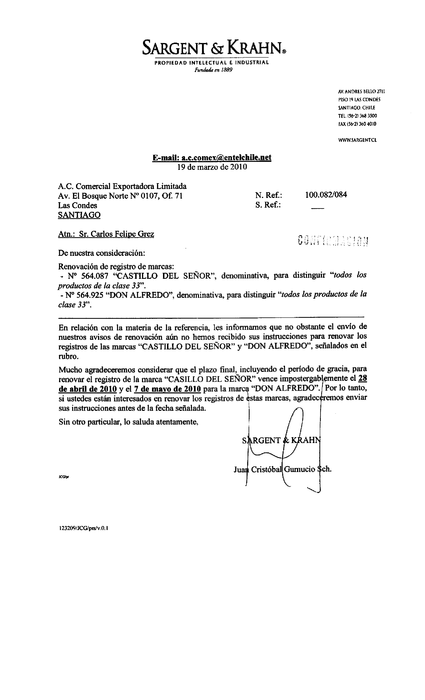 SARGENT & KRAHN®
PROPIEDAD INTELECTUAL E INDUSTRIAL
Fundada en 1889
AV. ANDRES BELLO 2711
PISO 19 LAS CONDES
SANTIAGO CHILE
TEL (56-2) 368 3500
FAX (56-2) 360 4030
WWW.SARGENT.CL
E-mail: a.c.comex@entelchile.net
19 de marzo de 2010
A.C. Comercial Exportadora Limitada
Av. El Bosque Norte Nº 0107, Of. 71
Las Condes
SANTIAGO
N. Ref.: 100.082/084
S. Ref.: __
Atn.: Sr. Carlos Felipe Grez
CONFIRMACION
De nuestra consideración:
Renovación de registro de marcas:
- Nº 564.087 "CASTILLO DEL SEÑOR", denominativa, para distinguir "todos los
productos de la clase 33".
- Nº 564.925 "DON ALFREDO", denominativa, para distinguir "todos los productos de la
clase 33".
En relación con la materia de la referencia, les informamos que no obstante el envío de
nuestros avisos de renovación aún no hemos recibido sus instrucciones para renovar los
registros de las marcas "CASTILLO DEL SEÑOR" y "DON ALFREDO", señalados en el
rubro.
Mucho agradeceremos considerar que el plazo final, incluyendo el período de gracia, para
renovar el registro de la marca "CASILLO DEL SEÑOR" vence impostergablemente el 28
de abril de 2010 y el 7 de mayo de 2010 para la marca "DON ALFREDO". Por lo tanto,
si ustedes están interesados en renovar los registros de éstas marcas, agradeceremos enviar
sus instrucciones antes de la fecha señalada.
Sin otro particular, lo saluda atentamente.
SARGENT & KRAHN
Juan Cristóbal Gumucio Sch.
123209/JCG/pm/v.0.1